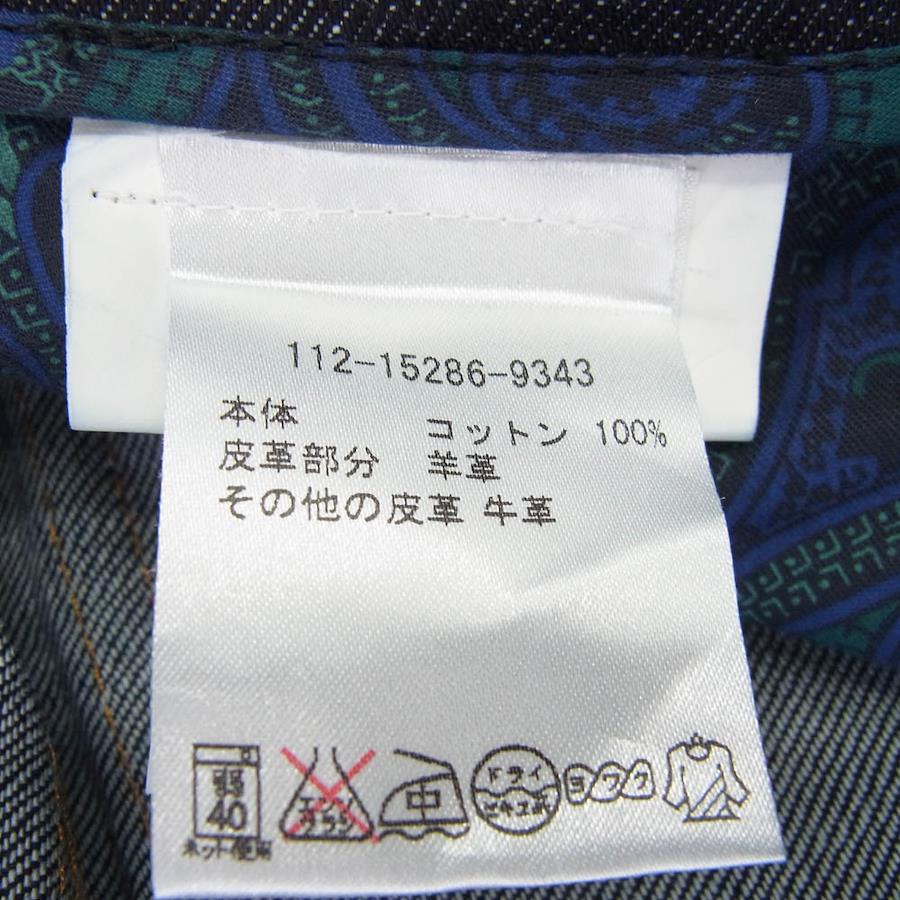 112-15286-9343
本体 コットン 100%
皮革部分 羊革
その他の皮革 牛革
弱
40
ネット使用
エンソ
サラシ
中
ドライ
セキユ系
ヨワク